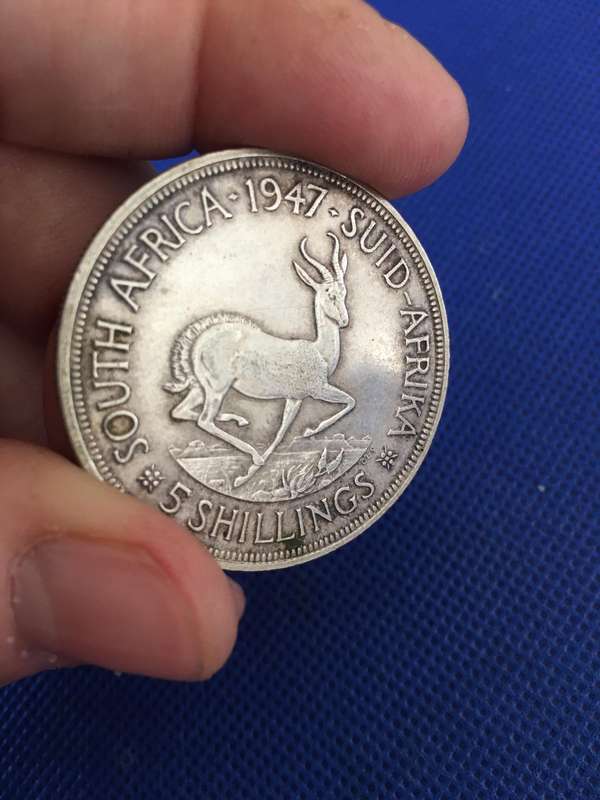 SOUTH AFRICA · 1947 · SUID-AFRIKA
5 SHILLINGS